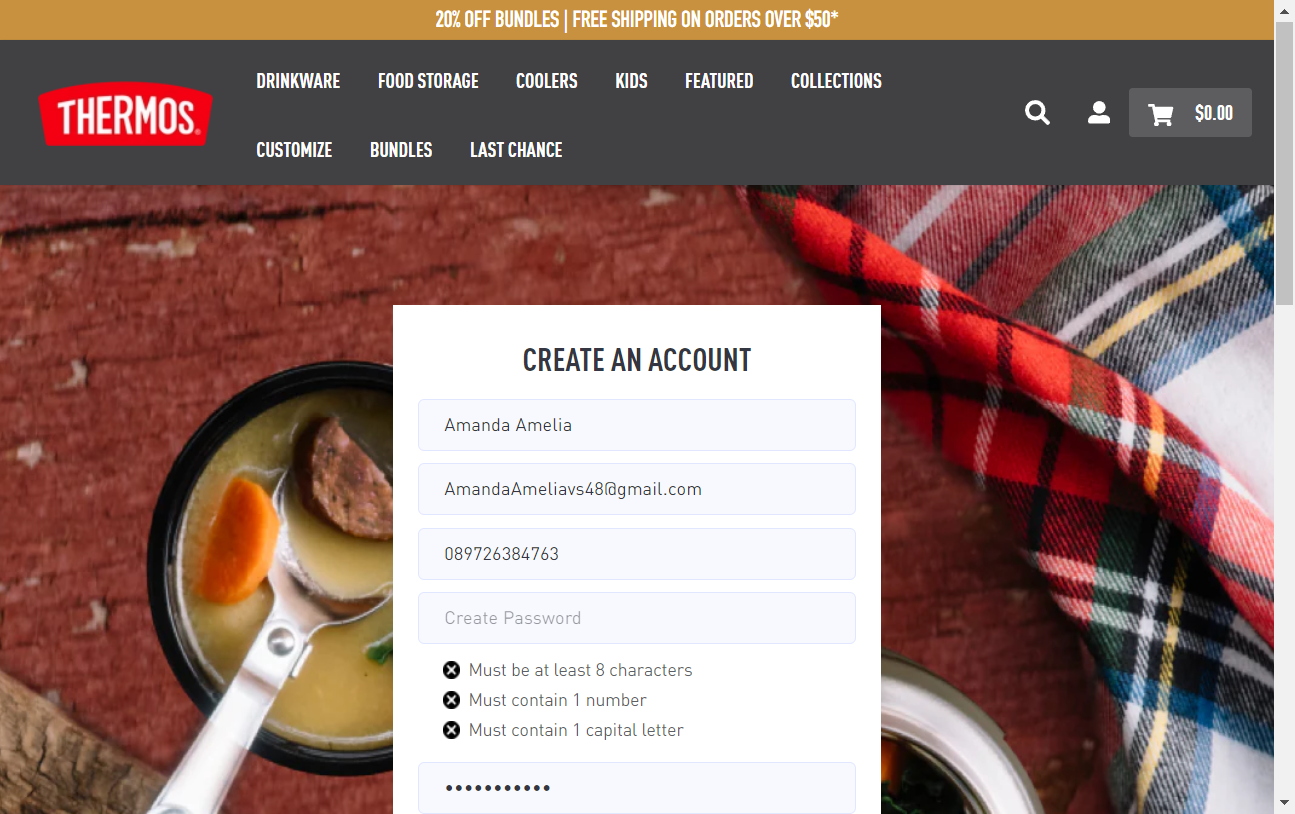 20% OFF BUNDLES | FREE SHIPPING ON ORDERS OVER $50*
DRINKWARE FOOD STORAGE COOLERS KIDS FEATURED COLLECTIONS
THERMOS®
$0.00
CUSTOMIZE BUNDLES LAST CHANCE
CREATE AN ACCOUNT
Amanda Amelia
AmandaAmeliavs48@gmail.com
089726384763
Create Password
Must be at least 8 characters
Must contain 1 number
Must contain 1 capital letter
•••••••••••